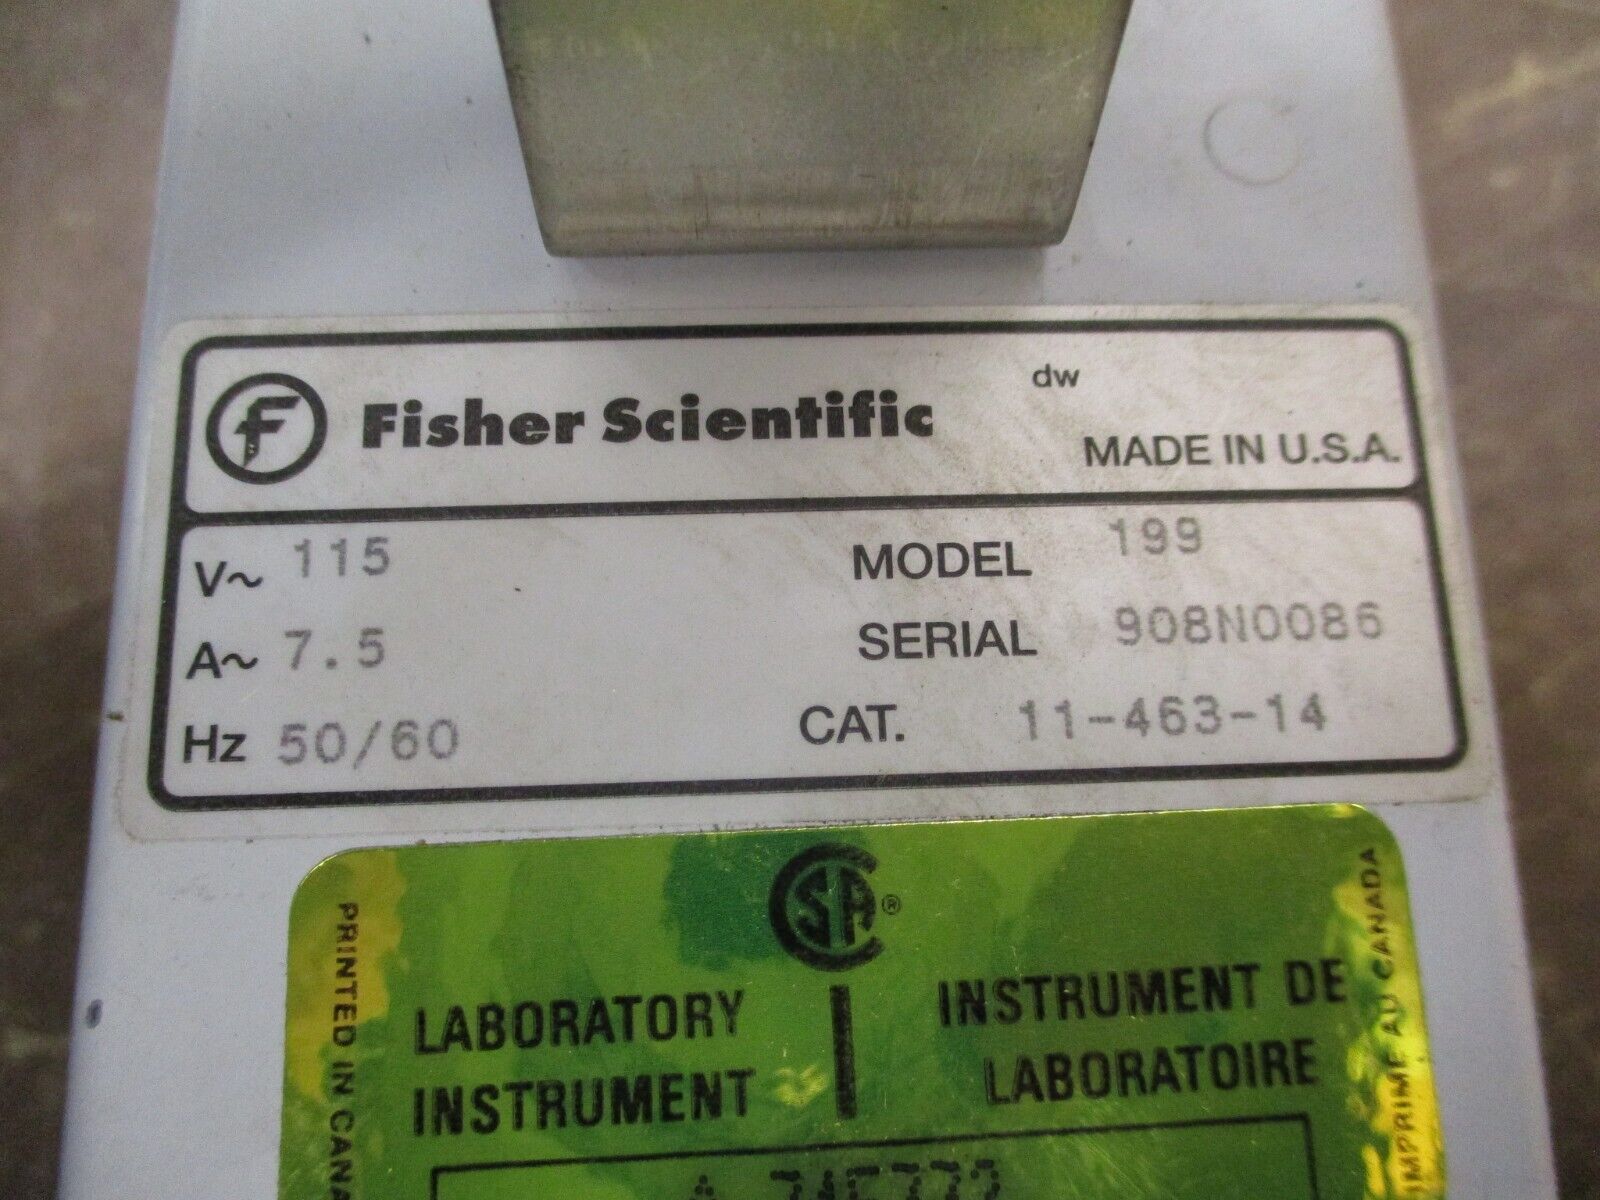 F Fisher Scientific
dw
MADE IN U.S.A.
V~ 115
MODEL 199
A~ 7.5
SERIAL 908N0086
Hz 50/60
CAT. 11-463-14
CSA®
LABORATORY
INSTRUMENT
INSTRUMENT DE
LABORATOIRE
PRINTED IN CANA
IMPRIME AU CANADA